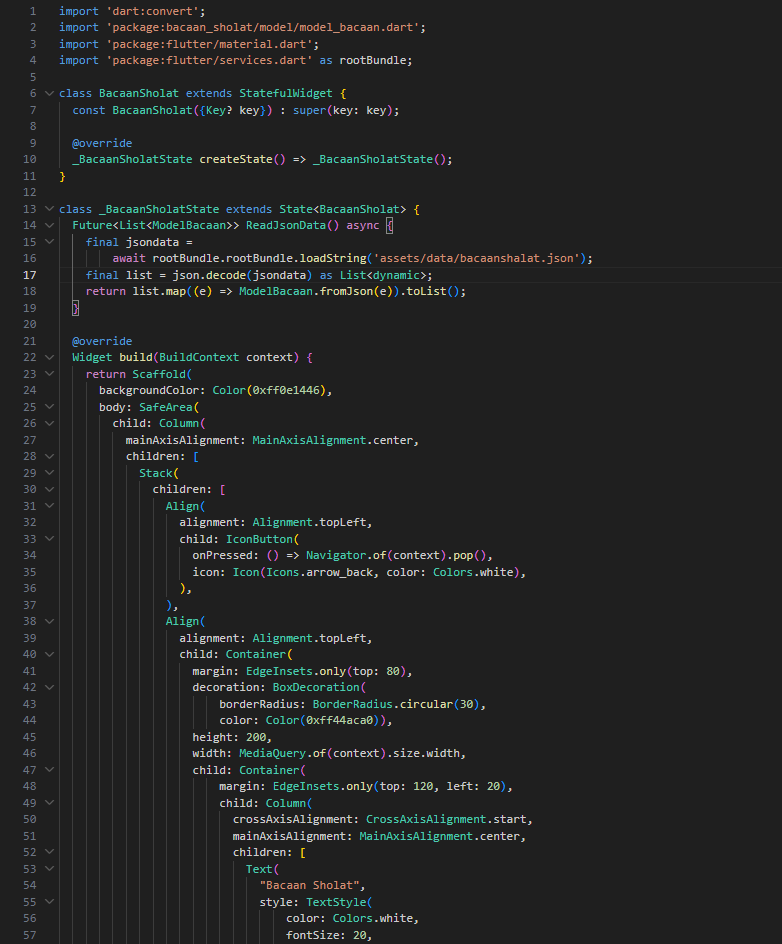 1 import 'dart:convert';
2 import 'package:bacaan_sholat/model/model_bacaan.dart';
3 import 'package:flutter/material.dart';
4 import 'package:flutter/services.dart' as rootBundle;
5
6 class BacaanSholat extends StatefulWidget {
7   const BacaanSholat({Key? key}) : super(key: key);
8
9   @override
10   _BacaanSholatState createState() => _BacaanSholatState();
11 }
12
13 class _BacaanSholatState extends State<BacaanSholat> {
14   Future<List<ModelBacaan>> ReadJsonData() async {
15     final jsondata =
16         await rootBundle.rootBundle.loadString('assets/data/bacaanshalat.json');
17     final list = json.decode(jsondata) as List<dynamic>;
18     return list.map((e) => ModelBacaan.fromJson(e)).toList();
19   }
20
21   @override
22   Widget build(BuildContext context) {
23     return Scaffold(
24       backgroundColor: Color(0xff0e1446),
25       body: SafeArea(
26         child: Column(
27           mainAxisAlignment: MainAxisAlignment.center,
28           children: [
29             Stack(
30               children: [
31                 Align(
32                   alignment: Alignment.topLeft,
33                   child: IconButton(
34                     onPressed: () => Navigator.of(context).pop(),
35                     icon: Icon(Icons.arrow_back, color: Colors.white),
36                   ),
37                 ),
38                 Align(
39                   alignment: Alignment.topLeft,
40                   child: Container(
41                     margin: EdgeInsets.only(top: 80),
42                     decoration: BoxDecoration(
43                         borderRadius: BorderRadius.circular(30),
44                         color: Color(0xff44aca0)),
45                     height: 200,
46                     width: MediaQuery.of(context).size.width,
47                     child: Container(
48                         margin: EdgeInsets.only(top: 120, left: 20),
49                         child: Column(
50                           crossAxisAlignment: CrossAxisAlignment.start,
51                           mainAxisAlignment: MainAxisAlignment.center,
52                           children: [
53                             Text(
54                               "Bacaan Sholat",
55                               style: TextStyle(
56                                   color: Colors.white,
57                                   fontSize: 20,